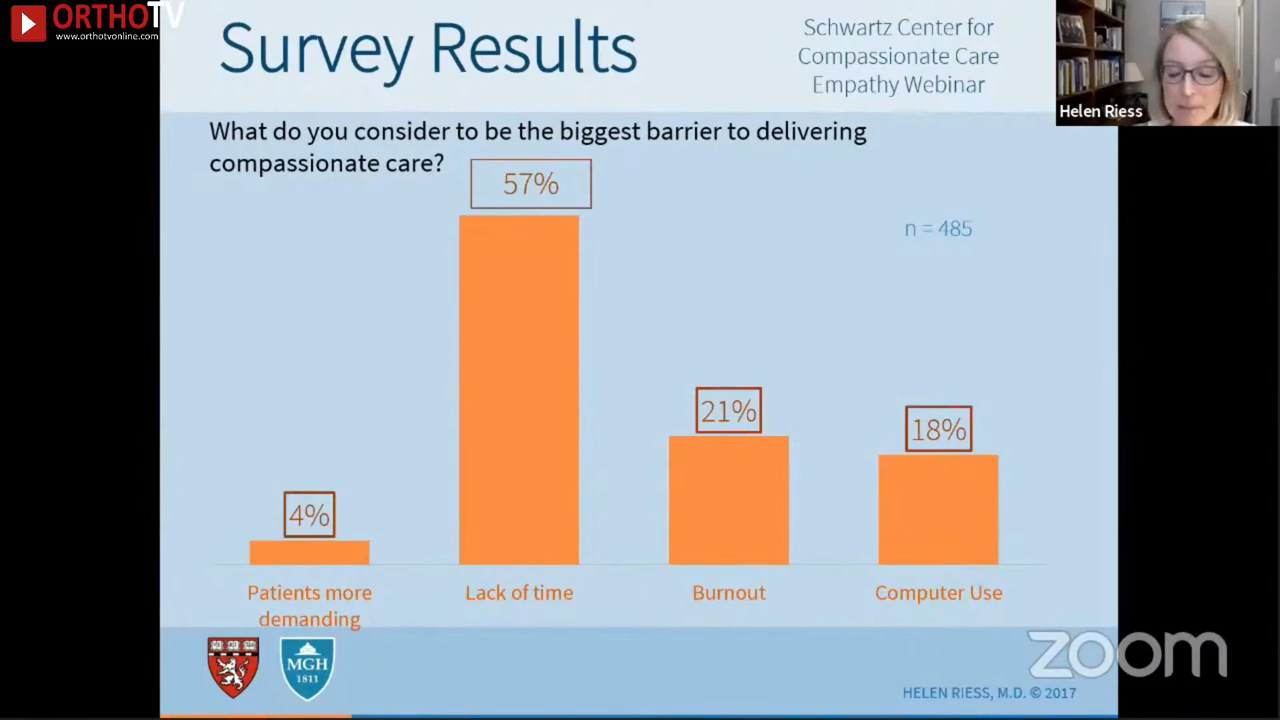 ORTHOTV
www.orthotvonline.com
Survey Results
Schwartz Center for
Compassionate Care
Empathy Webinar
Helen Riess
What do you consider to be the biggest barrier to delivering
compassionate care?
57%
n = 485
21%
18%
4%
Patients more
demanding
Lack of time
Burnout
Computer Use
MGH
1811
zoom
HELEN RIESS, M.D. © 2017